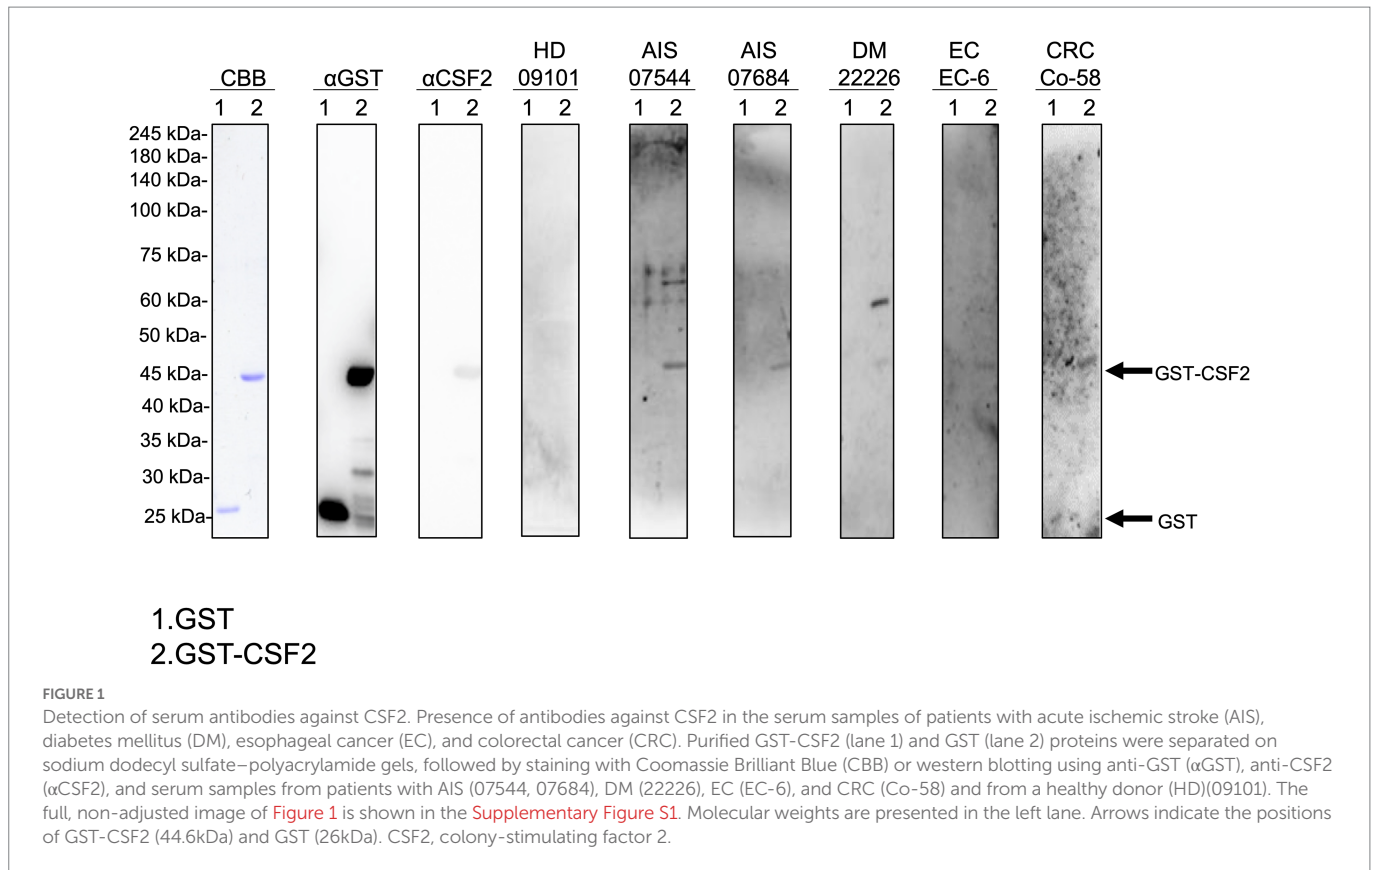 HD AIS AIS DM EC CRC
CBB αGST αCSF2 09101 07544 07684 22226 EC-6 Co-58
1 2 1 2 1 2 1 2 1 2 1 2 1 2 1 2 1 2
245 kDa-
180 kDa-
140 kDa-
100 kDa-
75 kDa-
60 kDa-
50 kDa-
45 kDa-
GST-CSF2
40 kDa-
35 kDa-
30 kDa-
25 kDa-
GST
1.GST
2.GST-CSF2
FIGURE 1
Detection of serum antibodies against CSF2. Presence of antibodies against CSF2 in the serum samples of patients with acute ischemic stroke (AIS),
diabetes mellitus (DM), esophageal cancer (EC), and colorectal cancer (CRC). Purified GST-CSF2 (lane 1) and GST (lane 2) proteins were separated on
sodium dodecyl sulfate–polyacrylamide gels, followed by staining with Coomassie Brilliant Blue (CBB) or western blotting using anti-GST (αGST), anti-CSF2
(αCSF2), and serum samples from patients with AIS (07544, 07684), DM (22226), EC (EC-6), and CRC (Co-58) and from a healthy donor (HD)(09101). The
full, non-adjusted image of Figure 1 is shown in the Supplementary Figure S1. Molecular weights are presented in the left lane. Arrows indicate the positions
of GST-CSF2 (44.6kDa) and GST (26kDa). CSF2, colony-stimulating factor 2.